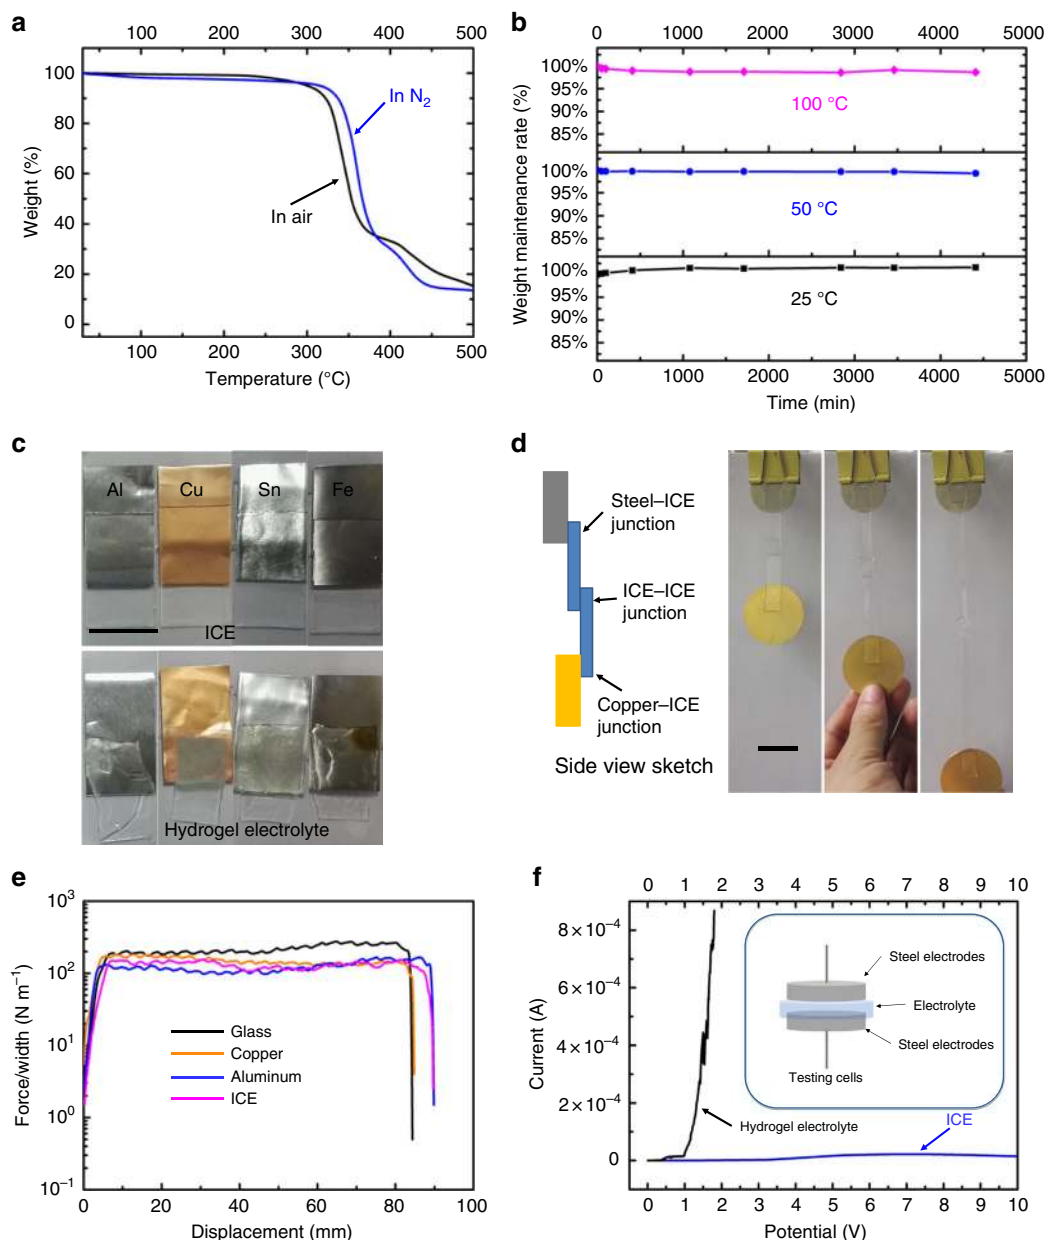 a
0 100 200 300 400 500
100
80
60
40
20
0
Weight (%)
In N2
In air
100 200 300 400 500
Temperature (°C)
b
0 1000 2000 3000 4000 5000
100%
95%
90%
85%
100 °C
100%
95%
90%
85%
50 °C
100%
95%
90%
85%
25 °C
Weight maintenance rate (%)
0 1000 2000 3000 4000 5000
Time (min)
c
Al Cu Sn Fe
ICE
Hydrogel electrolyte
d
Steel–ICE
junction
ICE–ICE
junction
Copper–ICE
junction
Side view sketch
e
10³
10²
10¹
10⁰
10⁻¹
Force/width (N m⁻¹)
Glass
Copper
Aluminum
ICE
0 20 40 60 80 100
Displacement (mm)
f
0 1 2 3 4 5 6 7 8 9 10
8 × 10⁻⁴
6 × 10⁻⁴
4 × 10⁻⁴
2 × 10⁻⁴
0
Current (A)
Steel electrodes
Electrolyte
Steel electrodes
Testing cells
Hydrogel electrolyte
ICE
0 1 2 3 4 5 6 7 8 9 10
Potential (V)